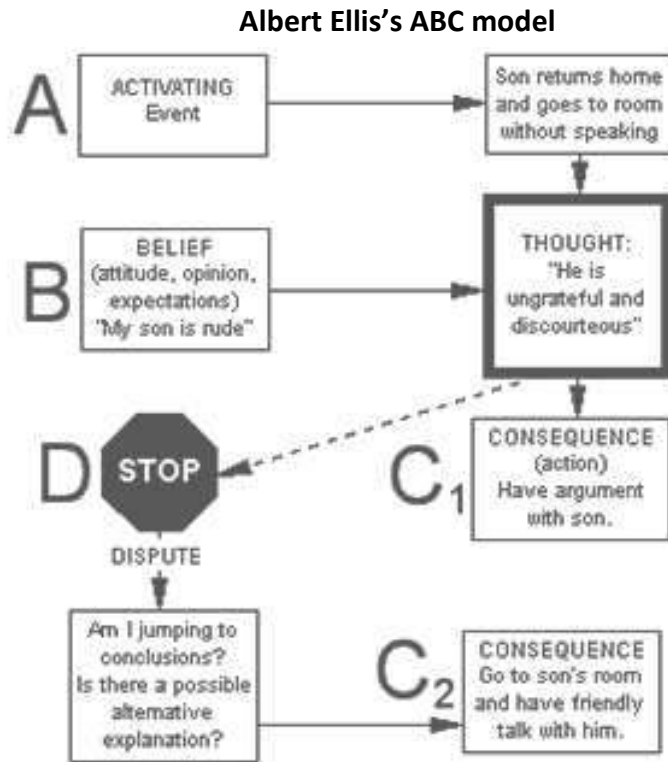 Albert Ellis’s ABC model
A
ACTIVATING
Event
Son returns home
and goes to room
without speaking
B
BELIEF
(attitude, opinion,
expectations)
"My son is rude"
THOUGHT:
"He is
ungrateful and
discourteous"
D
STOP
C1
CONSEQUENCE
(action)
Have argument
with son.
DISPUTE
Am I jumping to
conclusions?
Is there a possible
alternative
explanation?
C2
CONSEQUENCE
Go to son's room
and have friendly
talk with him.